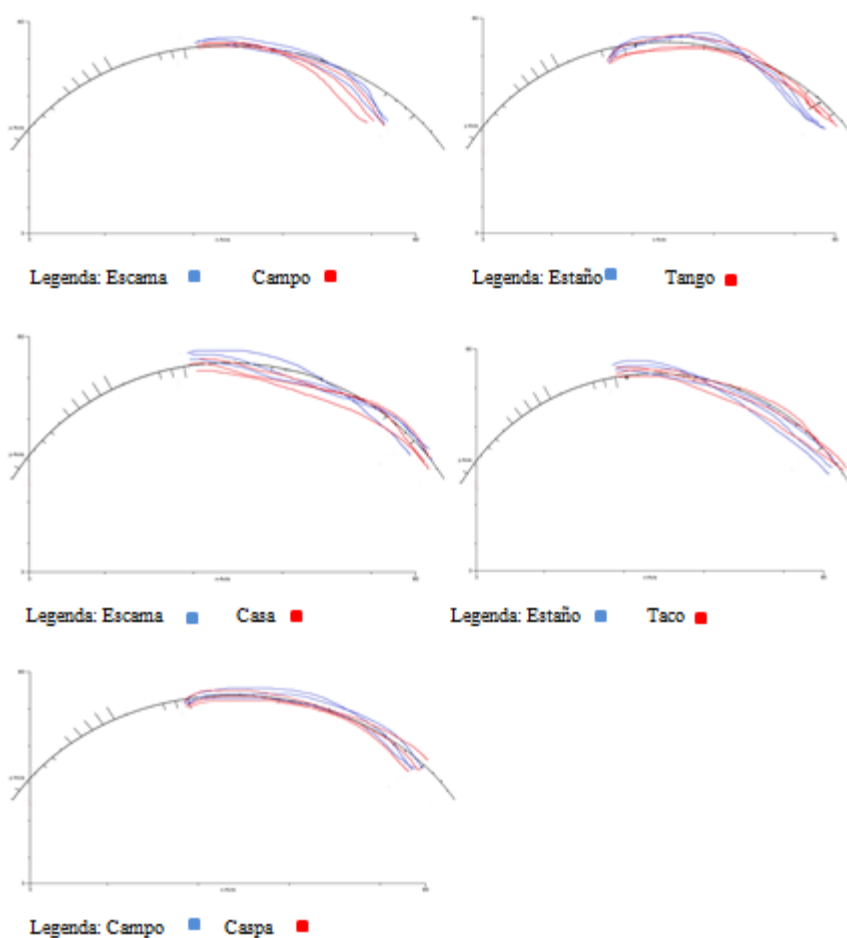 Legenda: Escama Campo
Legenda: Estaño Tango
Legenda: Escama Casa
Legenda: Estaño Taco
Legenda: Campo Caspa